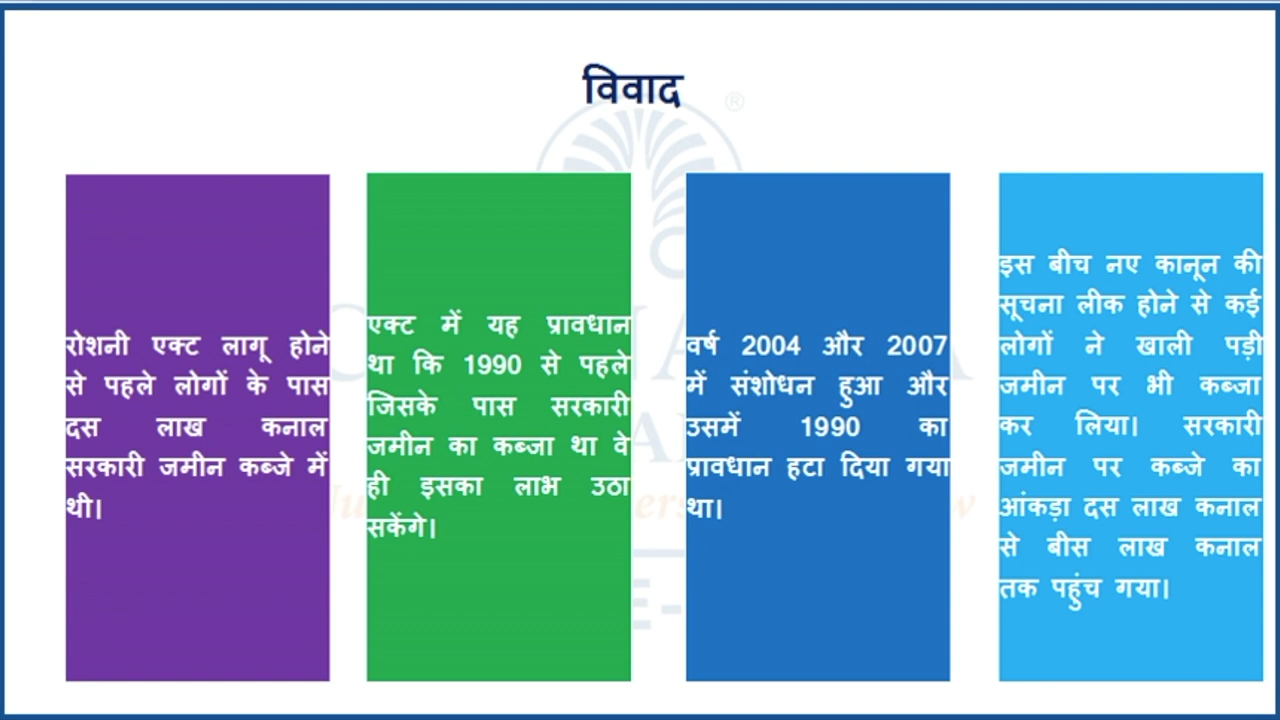 विवाद
रोशनी एक्ट लागू होने
से पहले लोगों के पास
दस लाख कनाल
सरकारी जमीन कब्जे में
थी।
एक्ट में यह प्रावधान
था कि 1990 से पहले
जिसके पास सरकारी
जमीन का कब्जा था वे
ही इसका लाभ उठा
सकेंगे।
वर्ष 2004 और 2007
में संशोधन हुआ और
उसमें 1990 का
प्रावधान हटा दिया गया
था।
इस बीच नए कानून की
सूचना लीक होने से कई
लोगों ने खाली पड़ी
जमीन पर भी कब्जा
कर लिया। सरकारी
जमीन पर कब्जे का
आंकड़ा दस लाख कनाल
से बीस लाख कनाल
तक पहुंच गया।